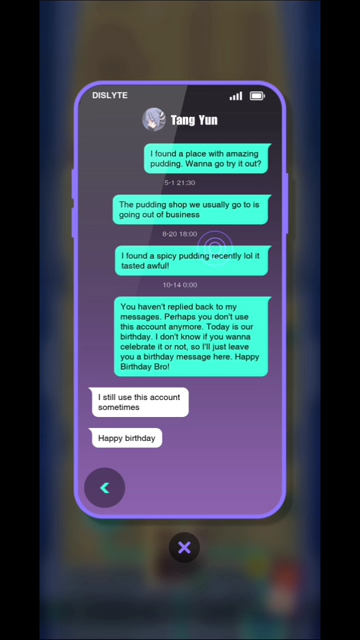 DISLYTE
Tang Yun
I found a place with amazing
pudding. Wanna go try it out?
5-1 21:30
The pudding shop we usually go to is
going out of business
8-20 18:00
I found a spicy pudding recently lol it
tasted awful!
10-14 0:00
You haven't replied back to my
messages. Perhaps you don't use
this account anymore. Today is our
birthday. I don't know if you wanna
celebrate it or not, so I'll just leave
you a birthday message here. Happy
Birthday Bro!
I still use this account
sometimes
Happy birthday